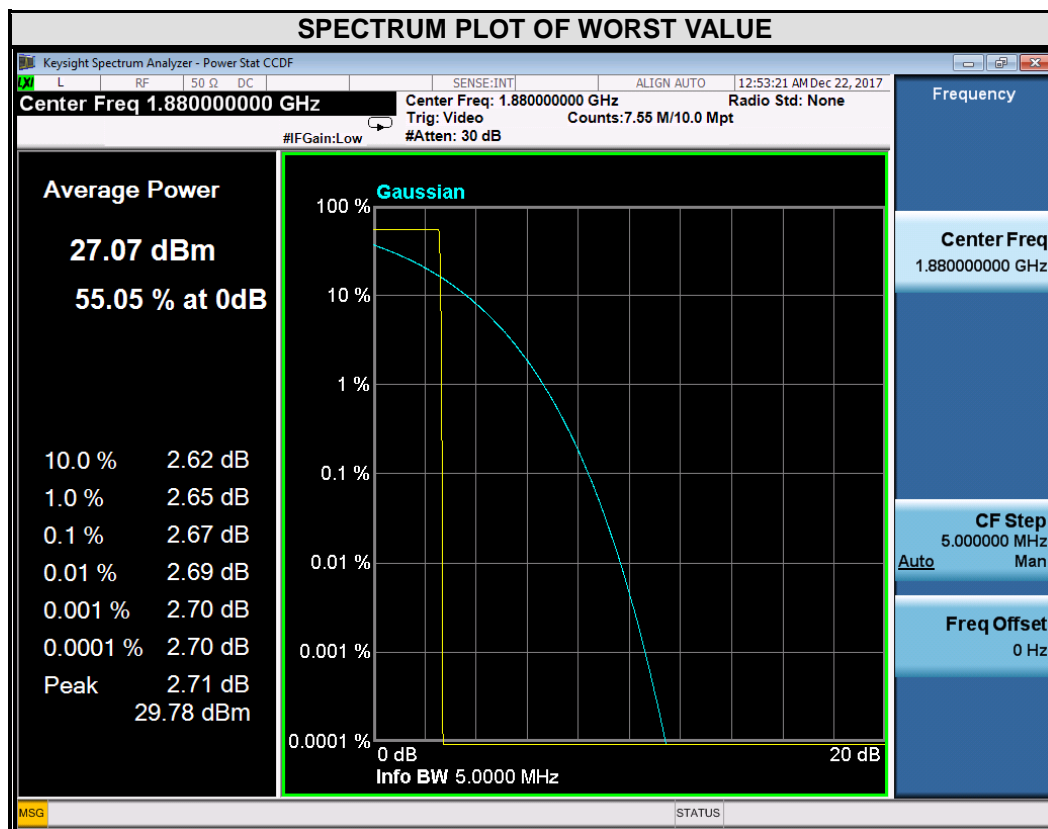 SPECTRUM PLOT OF WORST VALUE
Keysight Spectrum Analyzer - Power Stat CCDF
LXI L RF 50 Ω DC SENSE:INT ALIGN AUTO 12:53:21 AM Dec 22, 2017
Center Freq 1.880000000 GHz
Center Freq: 1.880000000 GHz Radio Std: None
Trig: Video Counts:7.55 M/10.0 Mpt
#IFGain:Low #Atten: 30 dB
Average Power
27.07 dBm
55.05 % at 0dB
10.0 % 2.62 dB
1.0 % 2.65 dB
0.1 % 2.67 dB
0.01 % 2.69 dB
0.001 % 2.70 dB
0.0001 % 2.70 dB
Peak 2.71 dB
29.78 dBm
Gaussian
100 %
10 %
1 %
0.1 %
0.01 %
0.001 %
0.0001 %
0 dB 20 dB
Info BW 5.0000 MHz
Frequency
Center Freq
1.880000000 GHz
CF Step
5.000000 MHz
Auto Man
Freq Offset
0 Hz
MSG STATUS